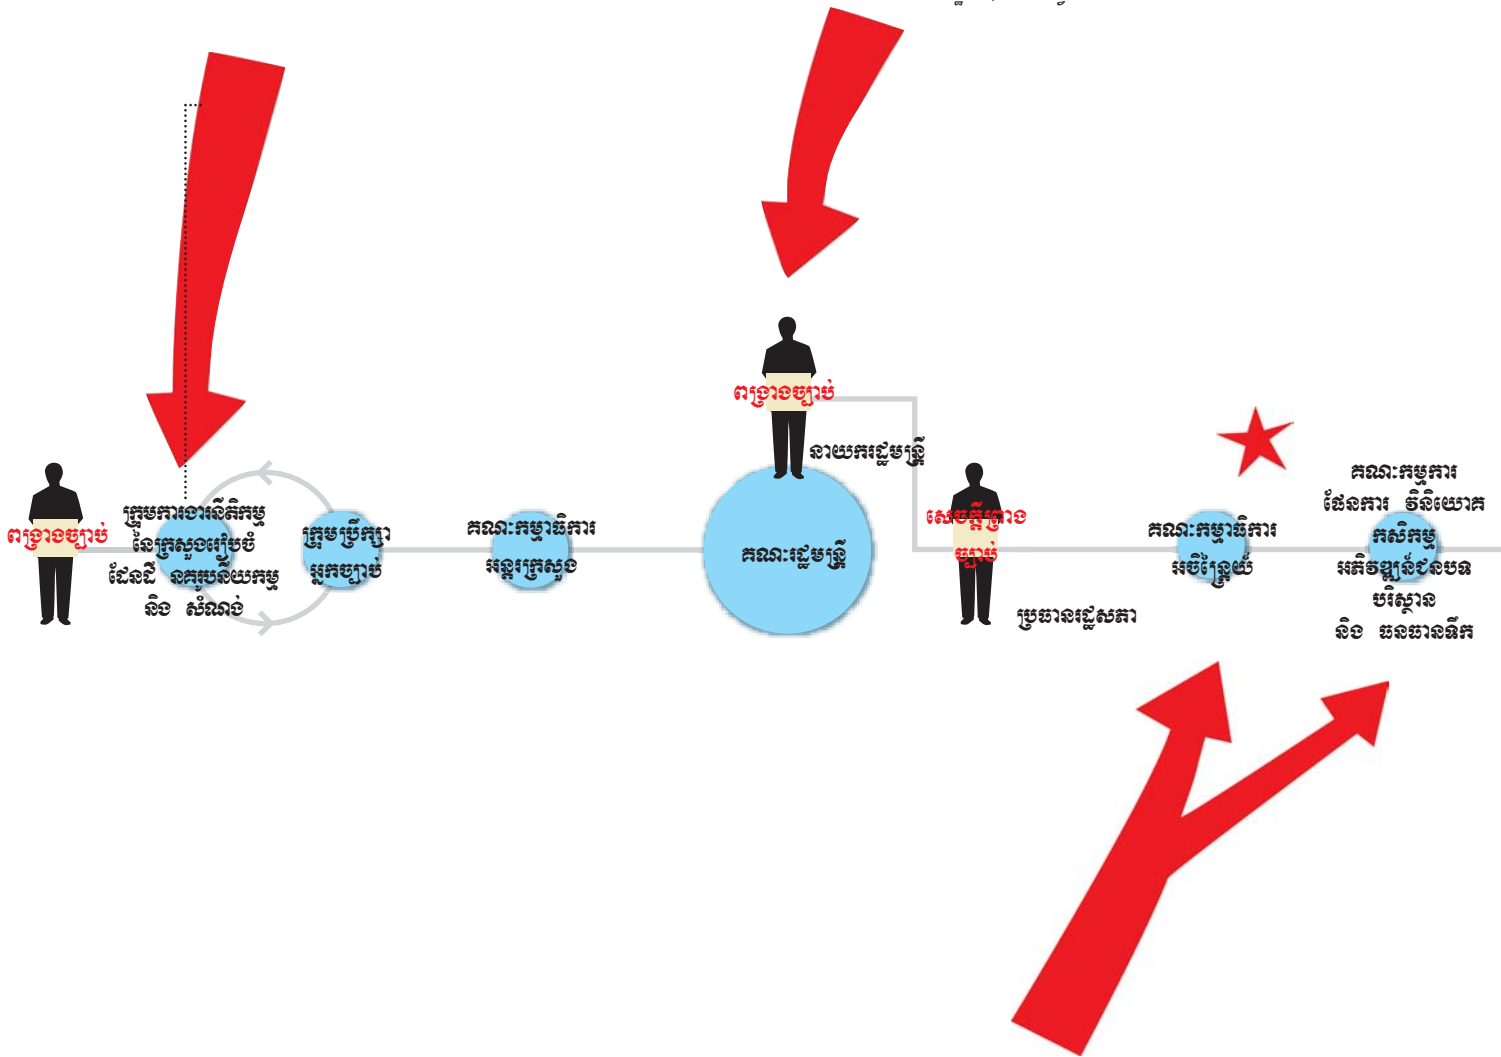 ពង្រាងច្បាប់
ក្រុមការងារនីតិកម្ម
នៃក្រសួងរៀបចំ
ដែនដី នគរូបនីយកម្ម
និង សំណង់
ក្រុមប្រឹក្សា
អ្នកច្បាប់
គណៈកម្មាធិការ
អន្តរក្រសួង
ពង្រាងច្បាប់
នាយករដ្ឋមន្ត្រី
គណៈរដ្ឋមន្ត្រី
សេចក្តីព្រាង
ច្បាប់
ប្រធានរដ្ឋសភា
គណៈកម្មាធិការ
អចិន្ត្រៃយ៍
គណៈកម្មការ
ផែនការ វិនិយោគ
កសិកម្ម
អភិវឌ្ឍន៍ជនបទ
បរិស្ថាន
និង ធនធានទឹក